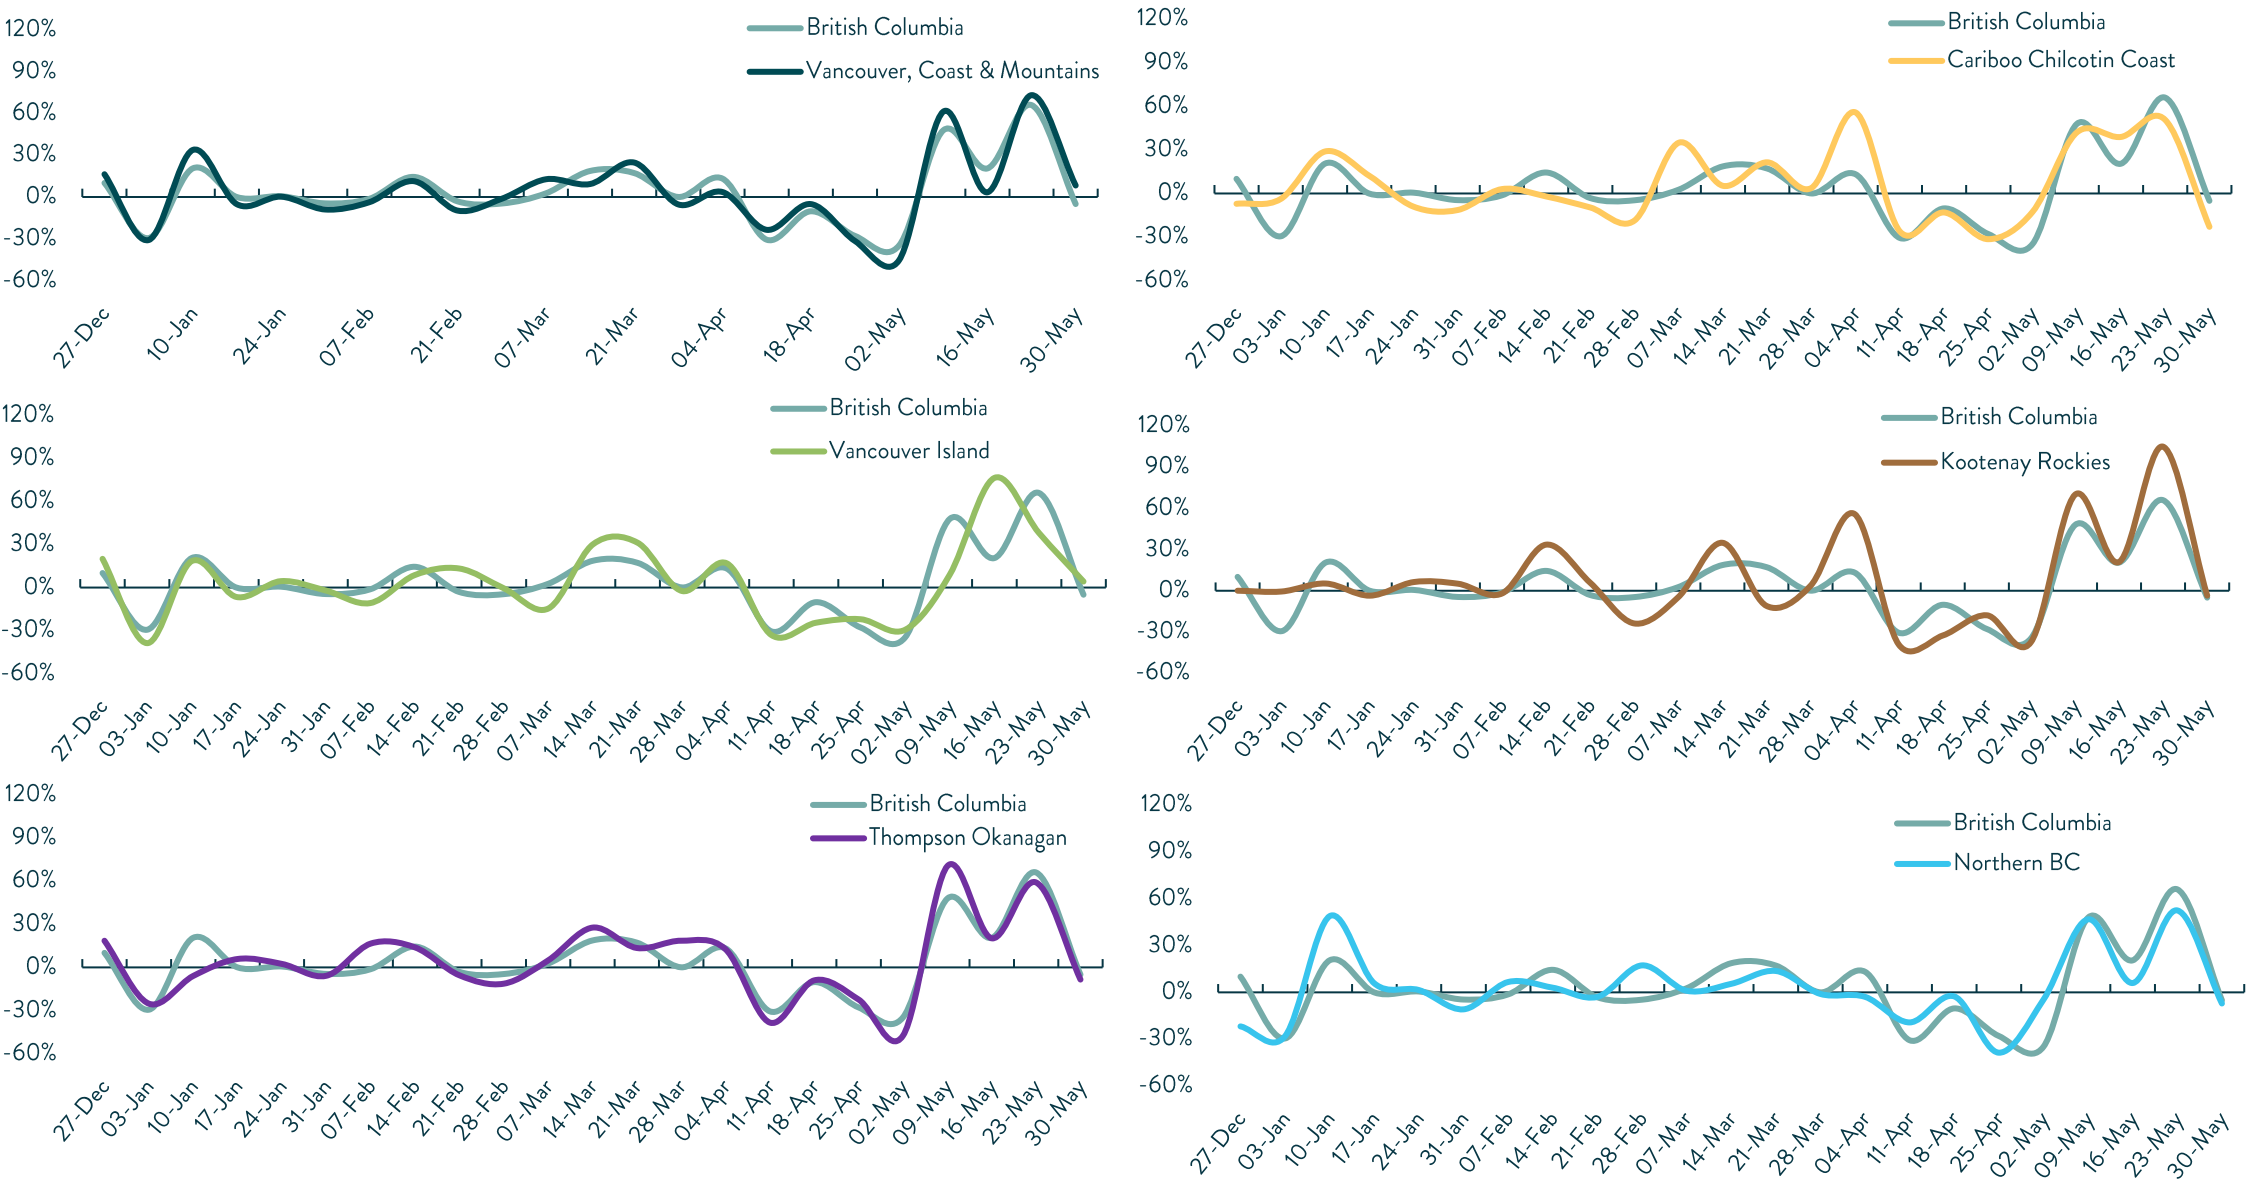 120%
90%
60%
30%
0%
-30%
-60%
British Columbia
Vancouver, Coast & Mountains
27-Dec
10-Jan
24-Jan
07-Feb
21-Feb
07-Mar
21-Mar
04-Apr
18-Apr
02-May
16-May
30-May
120%
90%
60%
30%
0%
-30%
-60%
British Columbia
Cariboo Chilcotin Coast
27-Dec
03-Jan
10-Jan
17-Jan
24-Jan
31-Jan
07-Feb
14-Feb
21-Feb
28-Feb
07-Mar
14-Mar
21-Mar
28-Mar
04-Apr
11-Apr
18-Apr
25-Apr
02-May
09-May
16-May
23-May
30-May
120%
90%
60%
30%
0%
-30%
-60%
British Columbia
Vancouver Island
27-Dec
03-Jan
10-Jan
17-Jan
24-Jan
31-Jan
07-Feb
14-Feb
21-Feb
28-Feb
07-Mar
14-Mar
21-Mar
28-Mar
04-Apr
11-Apr
18-Apr
25-Apr
02-May
09-May
16-May
23-May
30-May
120%
90%
60%
30%
0%
-30%
-60%
British Columbia
Kootenay Rockies
27-Dec
03-Jan
10-Jan
17-Jan
24-Jan
31-Jan
07-Feb
14-Feb
21-Feb
28-Feb
07-Mar
14-Mar
21-Mar
28-Mar
04-Apr
11-Apr
18-Apr
25-Apr
02-May
09-May
16-May
23-May
30-May
120%
90%
60%
30%
0%
-30%
-60%
British Columbia
Thompson Okanagan
27-Dec
03-Jan
10-Jan
17-Jan
24-Jan
31-Jan
07-Feb
14-Feb
21-Feb
28-Feb
07-Mar
14-Mar
21-Mar
28-Mar
04-Apr
11-Apr
18-Apr
25-Apr
02-May
09-May
16-May
23-May
30-May
120%
90%
60%
30%
0%
-30%
-60%
British Columbia
Northern BC
27-Dec
03-Jan
10-Jan
17-Jan
24-Jan
31-Jan
07-Feb
14-Feb
21-Feb
28-Feb
07-Mar
14-Mar
21-Mar
28-Mar
04-Apr
11-Apr
18-Apr
25-Apr
02-May
09-May
16-May
23-May
30-May